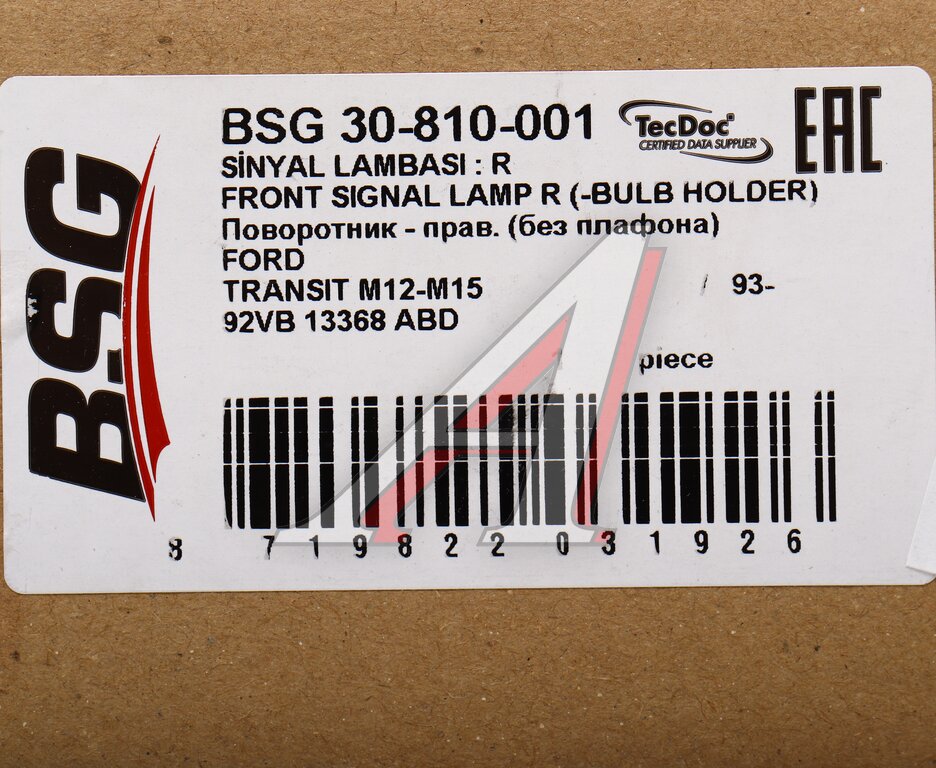 BSG
BSG 30-810-001
TecDoc
CERTIFIED DATA SUPPLIER
EAC
SİNYAL LAMBASI : R
FRONT SIGNAL LAMP R (-BULB HOLDER)
Поворотник - прав. (без плафона)
FORD
TRANSIT M12-M15 / 93-
92VB 13368 ABD
piece
8 719822 031926